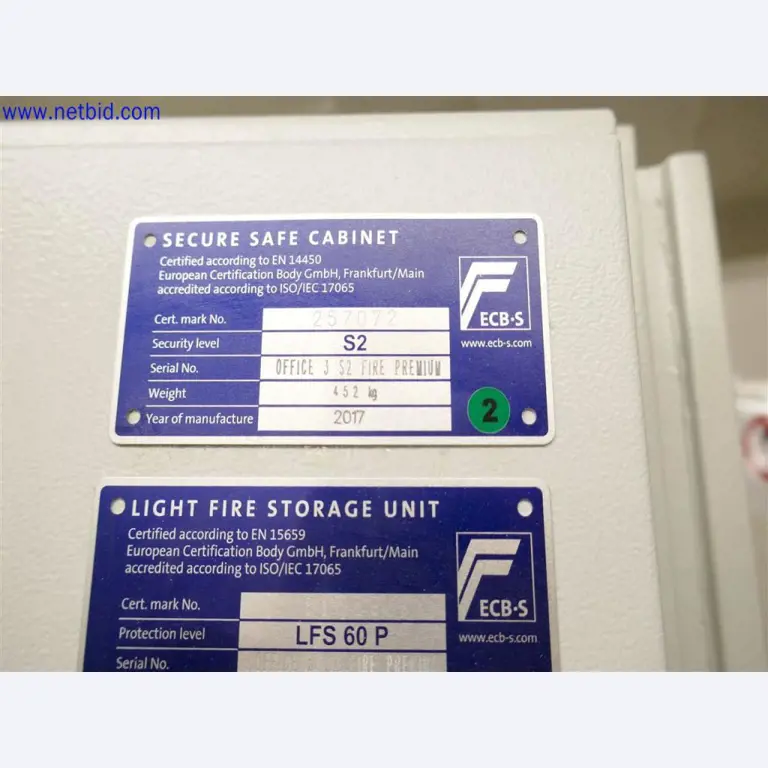 www.netbid.com
SECURE SAFE CABINET
Certified according to EN 14450
European Certification Body GmbH, Frankfurt/Main
accredited according to ISO/IEC 17065
ECB·S
www.ecb-s.com
Cert. mark No. 257072
Security level S2
Serial No. OFFICE 3 S2 FIRE PREMIUM
Weight 452 kg
Year of manufacture 2017
2
LIGHT FIRE STORAGE UNIT
Certified according to EN 15659
European Certification Body GmbH, Frankfurt/Main
accredited according to ISO/IEC 17065
ECB·S
www.ecb-s.com
Cert. mark No.
Protection level LFS 60 P
Serial No. FIRE